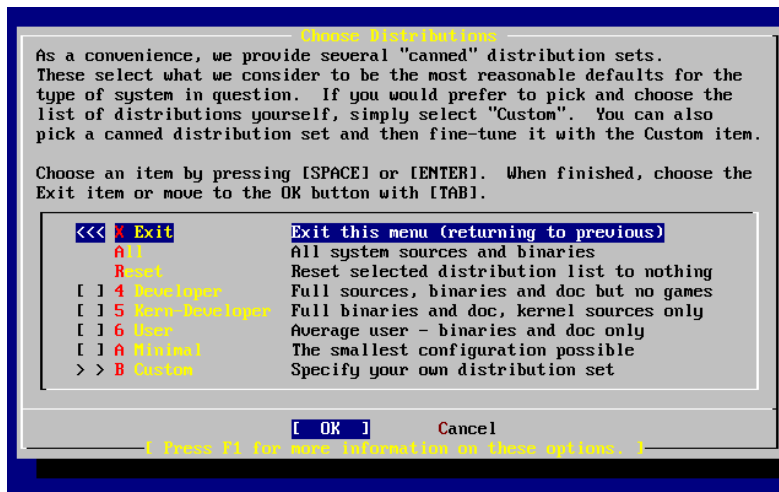 Choose Distributions
As a convenience, we provide several "canned" distribution sets.
These select what we consider to be the most reasonable defaults for the
type of system in question.  If you would prefer to pick and choose the
list of distributions yourself, simply select "Custom".  You can also
pick a canned distribution set and then fine-tune it with the Custom item.
Choose an item by pressing [SPACE] or [ENTER].  When finished, choose the
Exit item or move to the OK button with [TAB].
<<< X Exit Exit this menu (returning to previous)
All All system sources and binaries
Reset Reset selected distribution list to nothing
[ ] 4 Developer Full sources, binaries and doc but no games
[ ] 5 Kern-Developer Full binaries and doc, kernel sources only
[ ] 6 User Average user - binaries and doc only
[ ] A Minimal The smallest configuration possible
> > B Custom Specify your own distribution set
[ OK ] Cancel
[ Press F1 for more information on these options. ]